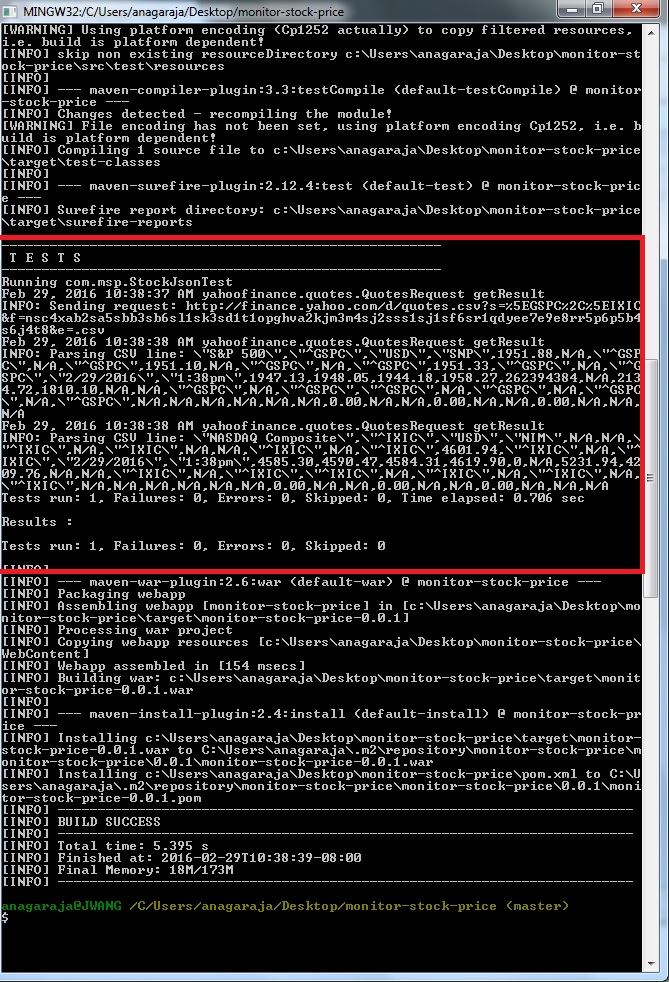 MINGW32:/C/Users/anagaraja/Desktop/monitor-stock-price
[WARNING] Using platform encoding (Cp1252 actually) to copy filtered resources,
i.e. build is platform dependent!
[INFO] skip non existing resourceDirectory c:\Users\anagaraja\Desktop\monitor-st
ock-price\src\test\resources
[INFO]
[INFO] --- maven-compiler-plugin:3.3:testCompile (default-testCompile) @ monitor
-stock-price ---
[INFO] Changes detected - recompiling the module!
[WARNING] File encoding has not been set, using platform encoding Cp1252, i.e. b
uild is platform dependent!
[INFO] Compiling 1 source file to c:\Users\anagaraja\Desktop\monitor-stock-price
\target\test-classes
[INFO]
[INFO] --- maven-surefire-plugin:2.12.4:test (default-test) @ monitor-stock-pric
e ---
[INFO] Surefire report directory: c:\Users\anagaraja\Desktop\monitor-stock-price
\target\surefire-reports
-------------------------------------------------------
 T E S T S
-------------------------------------------------------
Running com.msp.StockJsonTest
Feb 29, 2016 10:38:37 AM yahoofinance.quotes.QuotesRequest getResult
INFO: Sending request: http://finance.yahoo.com/d/quotes.csv?s=%5EGSPC%2C%5EIXIC
&f=nsc4xab2sa5sbb3sb6sl1sk3sd1t1opghva2kjm3m4sj2sss1sj1sf6sr1qdyee7e9e8rr5p6p5b4
s6j4t8&e=.csv
Feb 29, 2016 10:38:38 AM yahoofinance.quotes.QuotesRequest getResult
INFO: Parsing CSV line: \"S&P 500\",\"^GSPC\",\"USD\",\"SNP\",1951.88,N/A,\"^GSP
C\",N/A,\"^GSPC\",1951.10,N/A,\"^GSPC\",N/A,\"^GSPC\",1951.33,\"^GSPC\",N/A,\"^G
SPC\",\"2/29/2016\",\"1:38pm\",1947.13,1948.05,1944.18,1958.27,262394384,N/A,213
4.72,1810.10,N/A,N/A,\"^GSPC\",N/A,\"^GSPC\",\"^GSPC\",N/A,\"^GSPC\",N/A,\"^GSPC
\",N/A,\"^GSPC\",N/A,N/A,N/A,N/A,N/A,0.00,N/A,N/A,0.00,N/A,N/A,0.00,N/A,N/A,
N/A
Feb 29, 2016 10:38:38 AM yahoofinance.quotes.QuotesRequest getResult
INFO: Parsing CSV line: \"NASDAQ Composite\",\"^IXIC\",\"USD\",\"NIM\",N/A,N/A,\
"^IXIC\",N/A,\"^IXIC\",N/A,N/A,\"^IXIC\",N/A,\"^IXIC\",4601.94,\"^IXIC\",N/A,\"^
IXIC\",\"2/29/2016\",\"1:38pm\",4585.30,4590.47,4584.31,4619.90,0,N/A,5231.94,42
09.76,N/A,N/A,\"^IXIC\",N/A,\"^IXIC\",\"^IXIC\",N/A,\"^IXIC\",N/A,\"^IXIC\",N/A,
\"^IXIC\",N/A,N/A,N/A,N/A,N/A,N/A,0.00,N/A,N/A,0.00,N/A,N/A,0.00,N/A,N/A,N/A
Tests run: 1, Failures: 0, Errors: 0, Skipped: 0, Time elapsed: 0.706 sec
Results :
Tests run: 1, Failures: 0, Errors: 0, Skipped: 0
[INFO]
[INFO] --- maven-war-plugin:2.6:war (default-war) @ monitor-stock-price ---
[INFO] Packaging webapp
[INFO] Assembling webapp [monitor-stock-price] in [c:\Users\anagaraja\Desktop\mo
nitor-stock-price\target\monitor-stock-price-0.0.1]
[INFO] Processing war project
[INFO] Copying webapp resources [c:\Users\anagaraja\Desktop\monitor-stock-price\
WebContent]
[INFO] Webapp assembled in [154 msecs]
[INFO] Building war: c:\Users\anagaraja\Desktop\monitor-stock-price\target\monit
or-stock-price-0.0.1.war
[INFO]
[INFO] --- maven-install-plugin:2.4:install (default-install) @ monitor-stock-pr
ice ---
[INFO] Installing c:\Users\anagaraja\Desktop\monitor-stock-price\target\monitor-
stock-price-0.0.1.war to C:\Users\anagaraja\.m2\repository\monitor-stock-price\m
onitor-stock-price\0.0.1\monitor-stock-price-0.0.1.war
[INFO] Installing c:\Users\anagaraja\Desktop\monitor-stock-price\pom.xml to C:\U
sers\anagaraja\.m2\repository\monitor-stock-price\monitor-stock-price\0.0.1\moni
tor-stock-price-0.0.1.pom
[INFO] ------------------------------------------------------------------------
[INFO] BUILD SUCCESS
[INFO] ------------------------------------------------------------------------
[INFO] Total time: 5.395 s
[INFO] Finished at: 2016-02-29T10:38:39-08:00
[INFO] Final Memory: 18M/173M
[INFO] ------------------------------------------------------------------------
anagaraja@JWANG /C/Users/anagaraja/Desktop/monitor-stock-price (master)
$